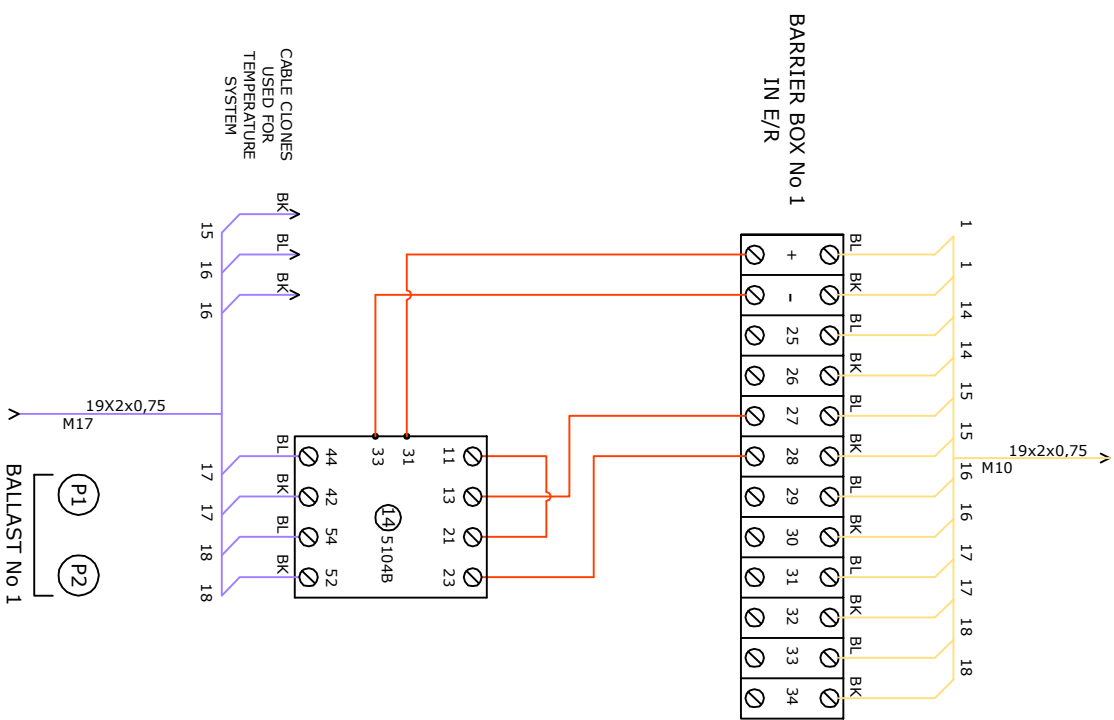 BARRIER BOX No 1
IN E/R
CABLE CLONES
USED FOR
TEMPERATURE
SYSTEM
BK
15
BL
16
BK
16
19X2x0,75
M17
BL
17
BK
17
BL
18
BK
18
P1
P2
BALLAST No 1
44
42
54
52
33
31
11
13
21
23
14
5104B
+
-
25
26
27
28
29
30
31
32
33
34
BL
BK
BL
BK
BL
BK
BL
BK
BL
BK
BL
BK
1
1
14
14
15
15
16
16
17
17
18
18
19x2x0,75
M10